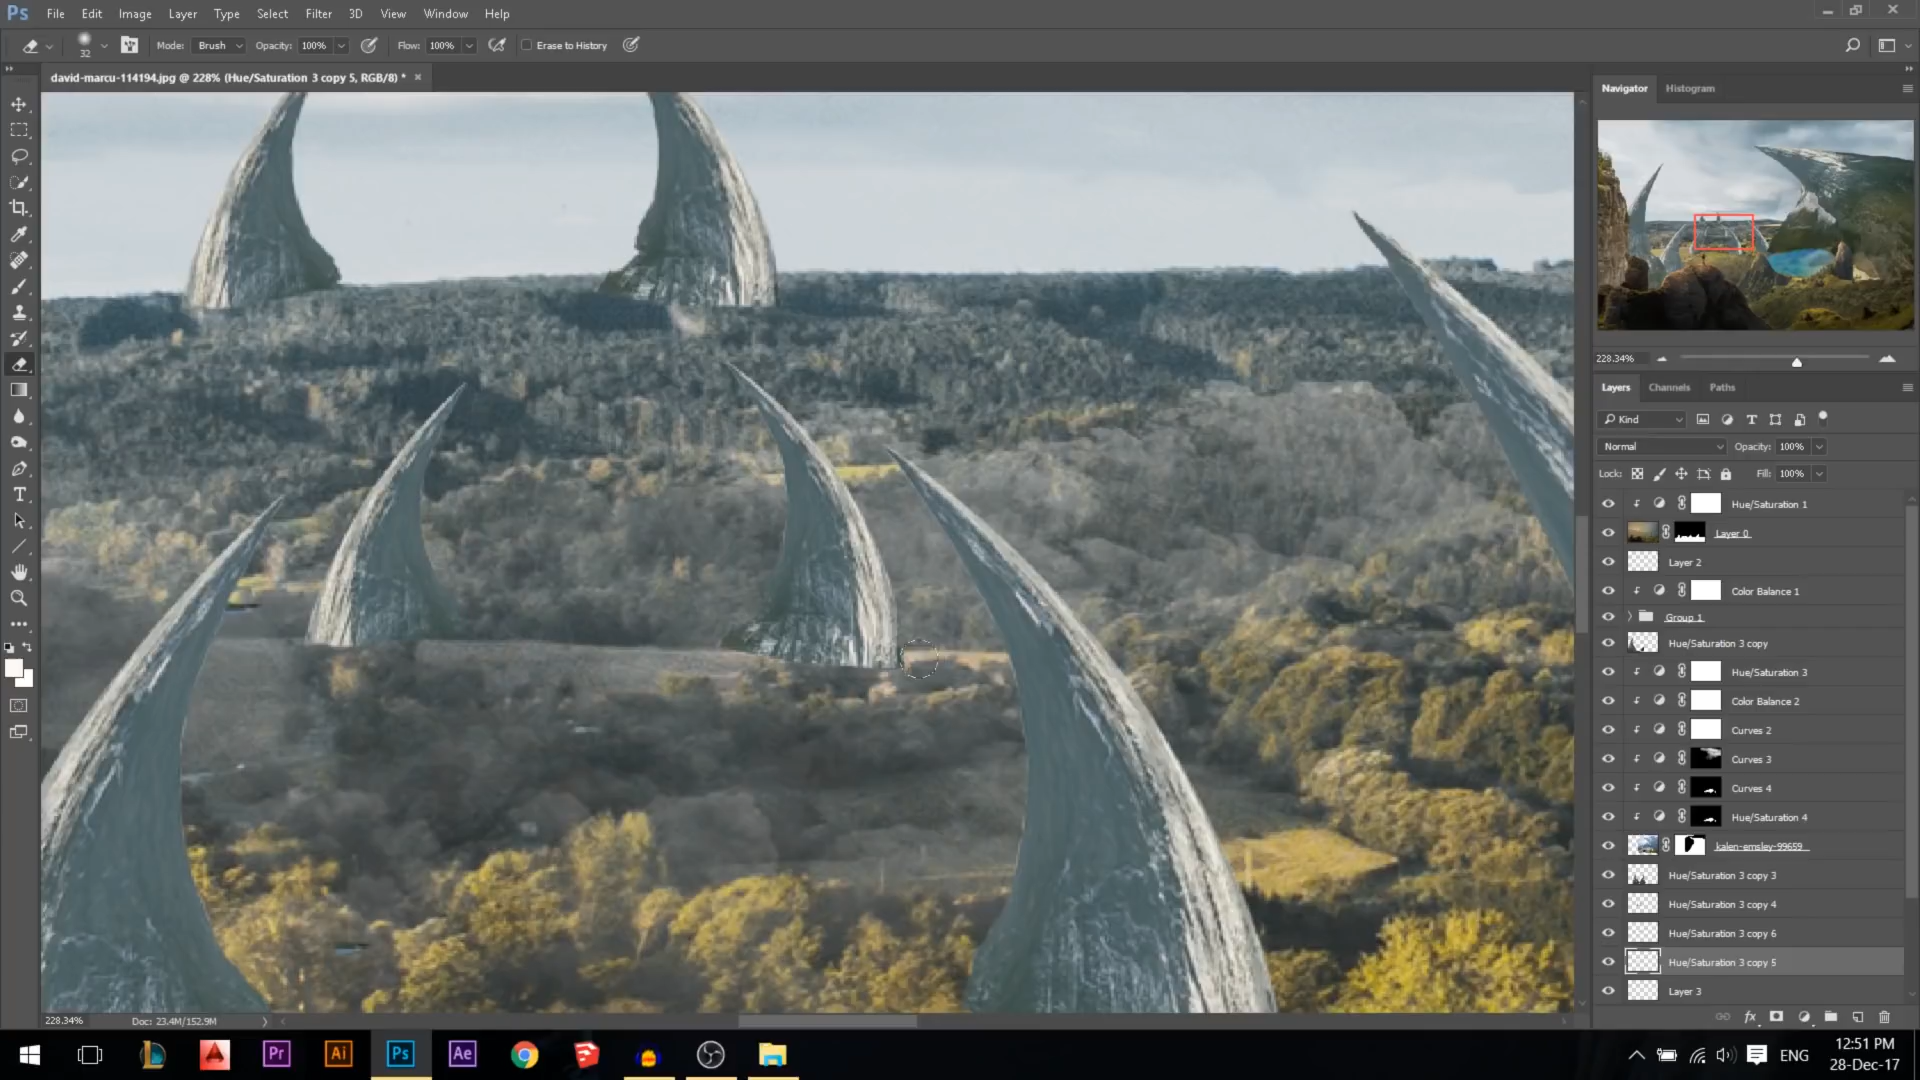 Ps File Edit Image Layer Type Select Filter 3D View Window Help
32 Mode: Brush Opacity: 100% Flow: 100% Erase to History
david-marcu-114194.jpg @ 228% (Hue/Saturation 3 copy 5, RGB/8) *
Navigator Histogram
228.34%
Layers Channels Paths
Kind
Normal Opacity: 100%
Lock: Fill: 100%
Hue/Saturation 1
Layer 0
Layer 2
Color Balance 1
Group 1
Hue/Saturation 3 copy
Hue/Saturation 3
Color Balance 2
Curves 2
Curves 3
Curves 4
Hue/Saturation 4
kalen-emsley-99659
Hue/Saturation 3 copy 3
Hue/Saturation 3 copy 4
Hue/Saturation 3 copy 6
Hue/Saturation 3 copy 5
Layer 3
fx
228.34% Doc: 23.4M/152.9M
Pr Ai Ps Ae ENG 12:51 PM
28-Dec-17